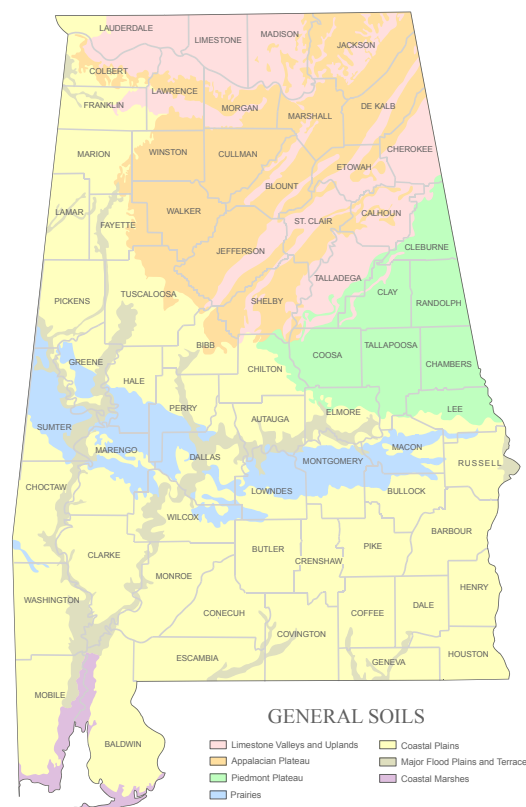 LAUDERDALE
LIMESTONE
MADISON
JACKSON
COLBERT
LAWRENCE
FRANKLIN
MORGAN
MARSHALL
DE KALB
MARION
WINSTON
CULLMAN
CHEROKEE
ETOWAH
BLOUNT
LAMAR
FAYETTE
WALKER
ST. CLAIR
CALHOUN
JEFFERSON
CLEBURNE
TALLADEGA
CLAY
RANDOLPH
PICKENS
TUSCALOOSA
SHELBY
BIBB
COOSA
TALLAPOOSA
CHAMBERS
GREENE
HALE
CHILTON
PERRY
AUTAUGA
ELMORE
LEE
SUMTER
MARENGO
DALLAS
MONTGOMERY
MACON
RUSSELL
CHOCTAW
LOWNDES
BULLOCK
WILCOX
BARBOUR
CLARKE
BUTLER
CRENSHAW
PIKE
MONROE
HENRY
WASHINGTON
CONECUH
COFFEE
DALE
COVINGTON
ESCAMBIA
GENEVA
HOUSTON
MOBILE
BALDWIN
GENERAL SOILS
Limestone Valleys and Uplands
Appalacian Plateau
Piedmont Plateau
Prairies
Coastal Plains
Major Flood Plains and Terrace
Coastal Marshes